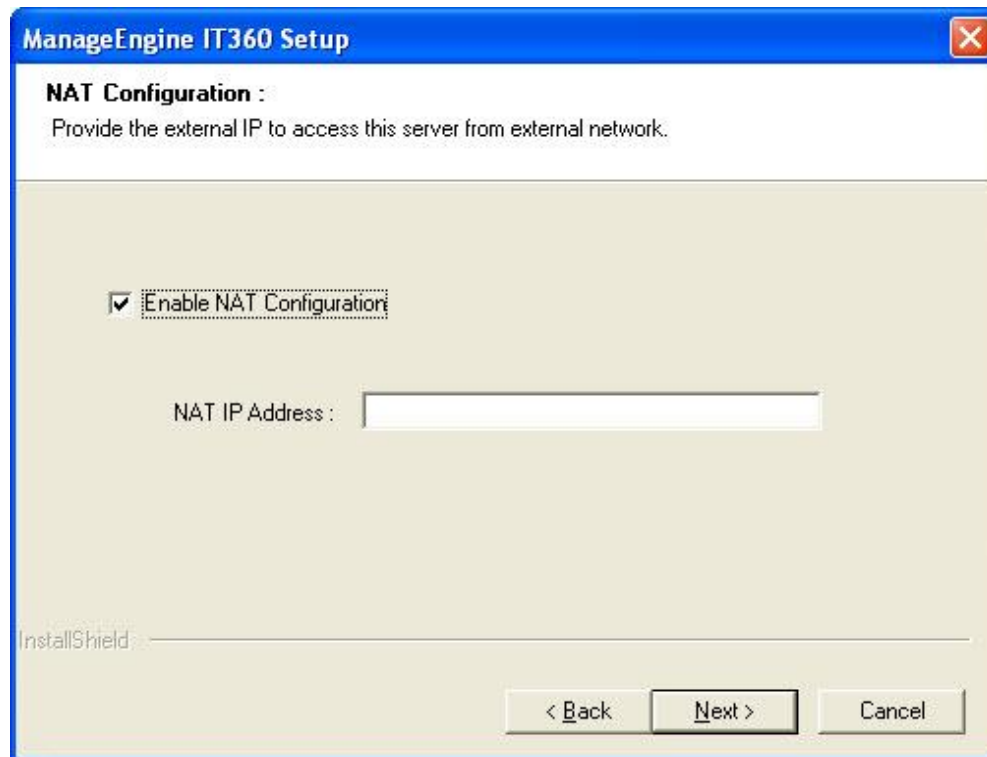 ManageEngine IT360 Setup
NAT Configuration :
Provide the external IP to access this server from external network.
Enable NAT Configuration
NAT IP Address :
InstallShield
< Back
Next >
Cancel